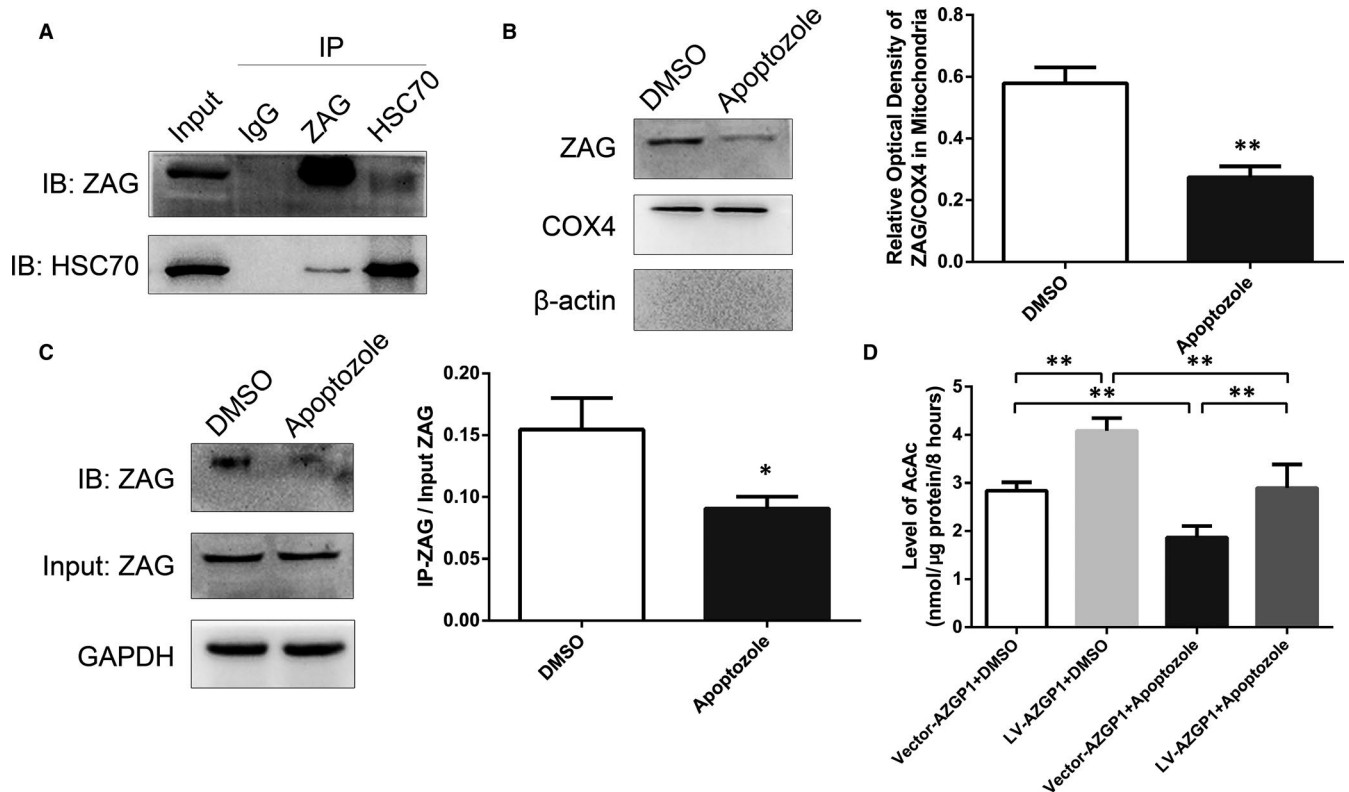 A
IP
Input
IgG
ZAG
HSC70
IB: ZAG
IB: HSC70
B
DMSO
Apoptozole
ZAG
COX4
β-actin
Relative Optical Density of
ZAG/COX4 in Mitochondria
0.8
0.6
0.4
0.2
0.0
**
DMSO
Apoptozole
C
DMSO
Apoptozole
IB: ZAG
Input: ZAG
GAPDH
IP-ZAG / Input ZAG
0.20
0.15
0.10
0.05
0.00
*
DMSO
Apoptozole
D
Level of AcAc
(nmol/μg protein/8 hours)
5
4
3
2
1
0
**
**
**
**
Vector-AZGP1+DMSO
LV-AZGP1+DMSO
Vector-AZGP1+Apoptozole
LV-AZGP1+Apoptozole